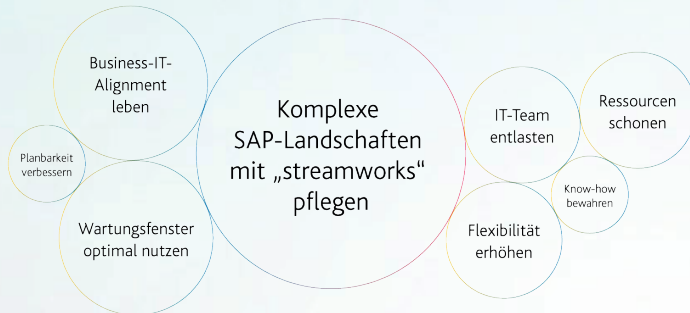 Business-IT-
Alignment
leben
Planbarkeit
verbessern
Wartungsfenster
optimal nutzen
Komplexe
SAP-Landschaften
mit „streamworks“
pflegen
IT-Team
entlasten
Ressourcen
schonen
Know-how
bewahren
Flexibilität
erhöhen